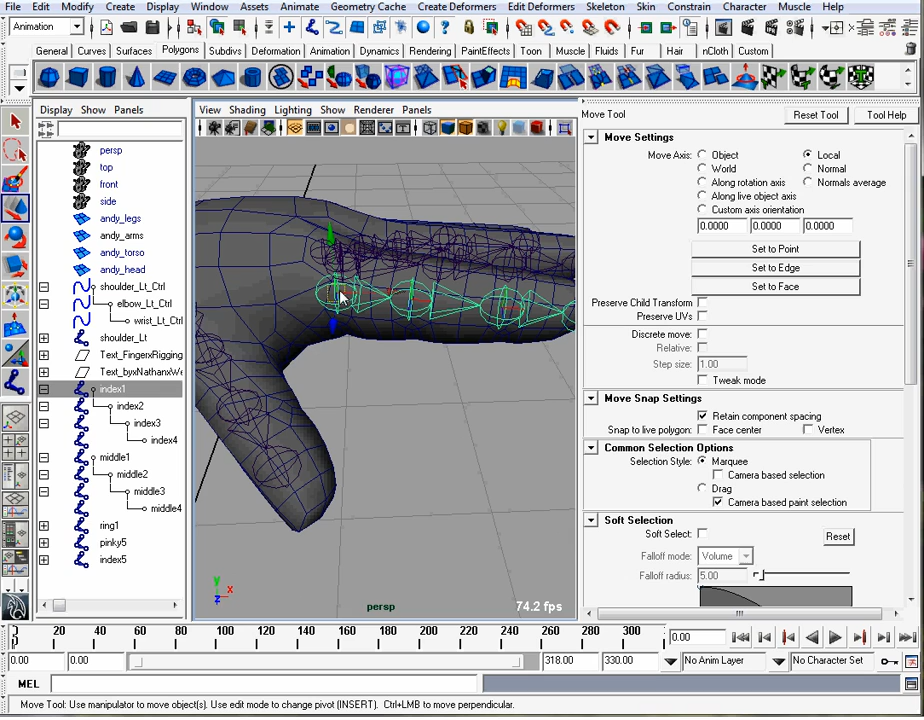 File Edit Modify Create Display Window Assets Animate Geometry Cache Create Deformers Edit Deformers Skeleton Skin Constrain Character Muscle Help
Animation
General Curves Surfaces Polygons Subdivs Deformation Animation Dynamics Rendering PaintEffects Toon Muscle Fluids Fur Hair nCloth Custom
Display Show Panels
View Shading Lighting Show Renderer Panels
Move Tool
Reset Tool
Tool Help
persp
top
front
side
andy_legs
andy_arms
andy_torso
andy_head
shoulder_Lt_Ctrl
elbow_Lt_Ctrl
wrist_Lt_Ctrl
shoulder_Lt
Text_FingerxRigging
Text_byxNathanxWe
index1
index2
index3
index4
middle1
middle2
middle3
middle4
ring1
pinky5
index5
y
x
z
persp
74.2 fps
Move Settings
Move Axis: Object Local
World Normal
Along rotation axis Normals average
Along live object axis
Custom axis orientation
0.0000 0.0000 0.0000
Set to Point
Set to Edge
Set to Face
Preserve Child Transform
Preserve UVs
Discrete move:
Relative:
Step size: 1.00
Tweak mode
Move Snap Settings
Retain component spacing
Snap to live polygon: Face center Vertex
Common Selection Options
Selection Style: Marquee
Camera based selection
Drag
Camera based paint selection
Soft Selection
Soft Select:
Reset
Falloff mode: Volume
Falloff radius: 5.00
20 40 60 80 100 120 140 160 180 200 220 240 260 280 300
0.00
0.00 0.00 318.00 330.00 No Anim Layer No Character Set
MEL
Move Tool: Use manipulator to move object(s). Use edit mode to change pivot (INSERT). Ctrl+LMB to move perpendicular.